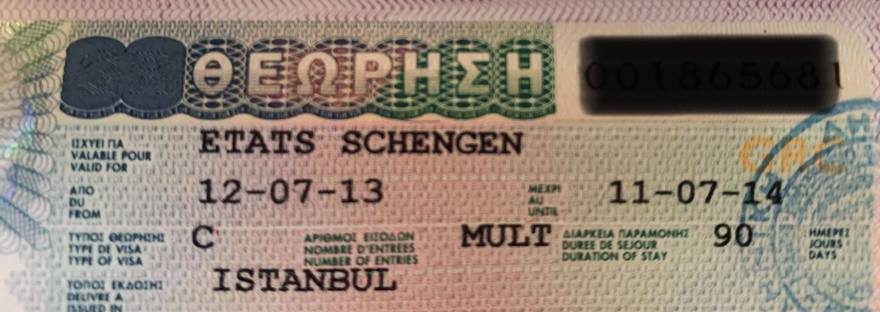 ΘΕΩΡΗΣΗ
ΙΣΧΥΕΙ ΓΙΑ
VALABLE POUR
VALID FOR
ETATS SCHENGEN
ΑΠΟ
DU
FROM
12-07-13
ΜΕΧΡΙ
AU
UNTIL
11-07-14
ΤΥΠΟΣ ΘΕΩΡΗΣΗΣ
TYPE DE VISA
TYPE OF VISA
C
ΑΡΙΘΜΟΣ ΕΙΣΟΔΩΝ
NOMBRE D'ENTREES
NUMBER OF ENTRIES
MULT
ΔΙΑΡΚΕΙΑ ΠΑΡΑΜΟΝΗΣ
DUREE DE SEJOUR
DURATION OF STAY
90
ΗΜΕΡΕΣ
JOURS
DAYS
ΤΟΠΟΣ ΕΚΔΟΣΗΣ
DELIVRE A
ISSUED IN
ISTANBUL